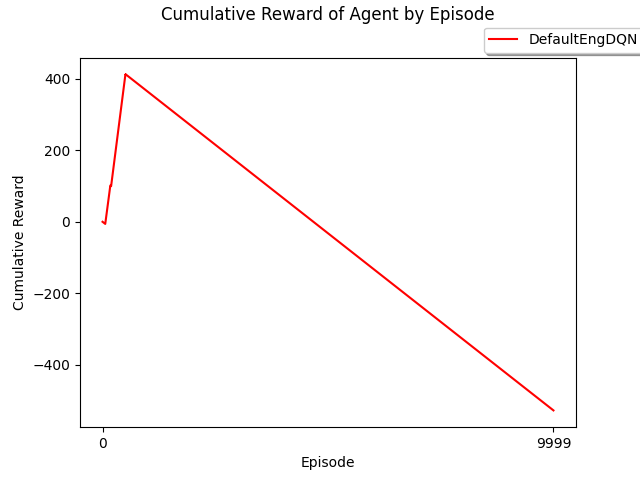 Cumulative Reward of Agent by Episode
DefaultEngDQN
400
200
0
−200
−400
Cumulative Reward
0
9999
Episode